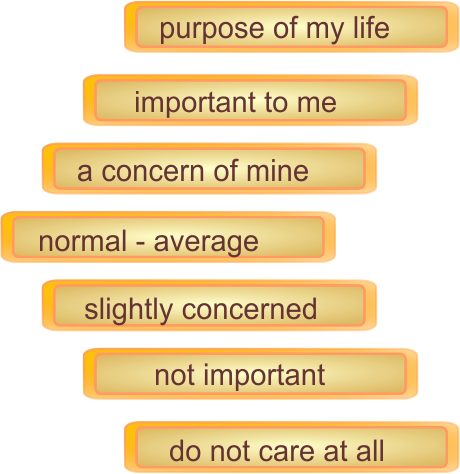 purpose of my life
important to me
a concern of mine
normal - average
slightly concerned
not important
do not care at all